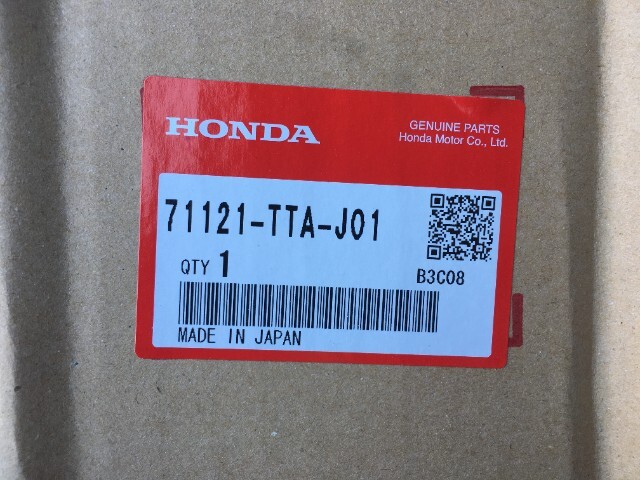 HONDA
GENUINE PARTS
Honda Motor Co., Ltd.
71121-TTA-J01
QTY 1
B3C08
MADE IN JAPAN